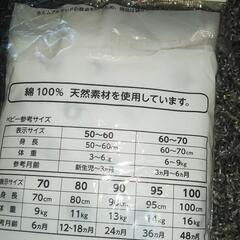 綿100% 天然素材を使用しています。
ベビー参考サイズ
表示サイズ 50~60 60~70
身長 50~60cm 60~70cm
体重 3~6kg 6~9kg
参考月齢 新生児~3ヵ月 3ヵ月~6ヵ月
表示サイズ 70 80 90 95 100
身長 70cm 80cm 90cm 95cm 100cm
体重 9kg 11kg 13kg 14kg 16kg
参考月齢 6ヵ月 12~18ヵ月 24ヵ月 36ヵ月 48ヵ月